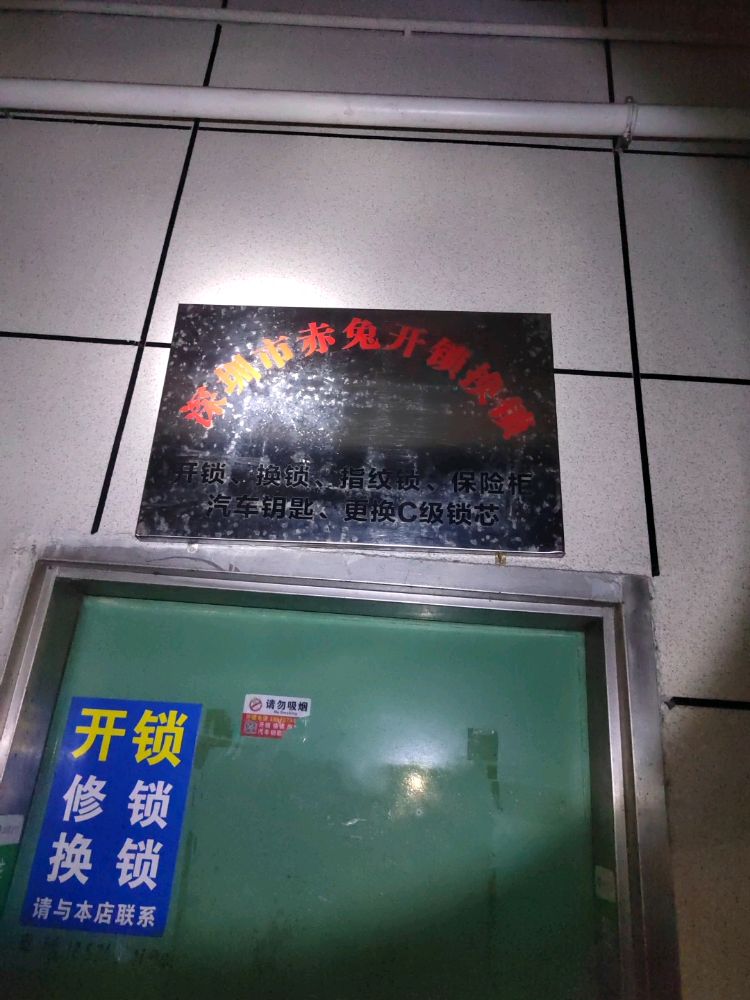 深圳市赤兔开锁换锁
开锁、换锁、指纹锁、保险柜
汽车钥匙、更换C级锁芯
请勿吸烟
No Smoking
开锁
修锁
换锁
请与本店联系